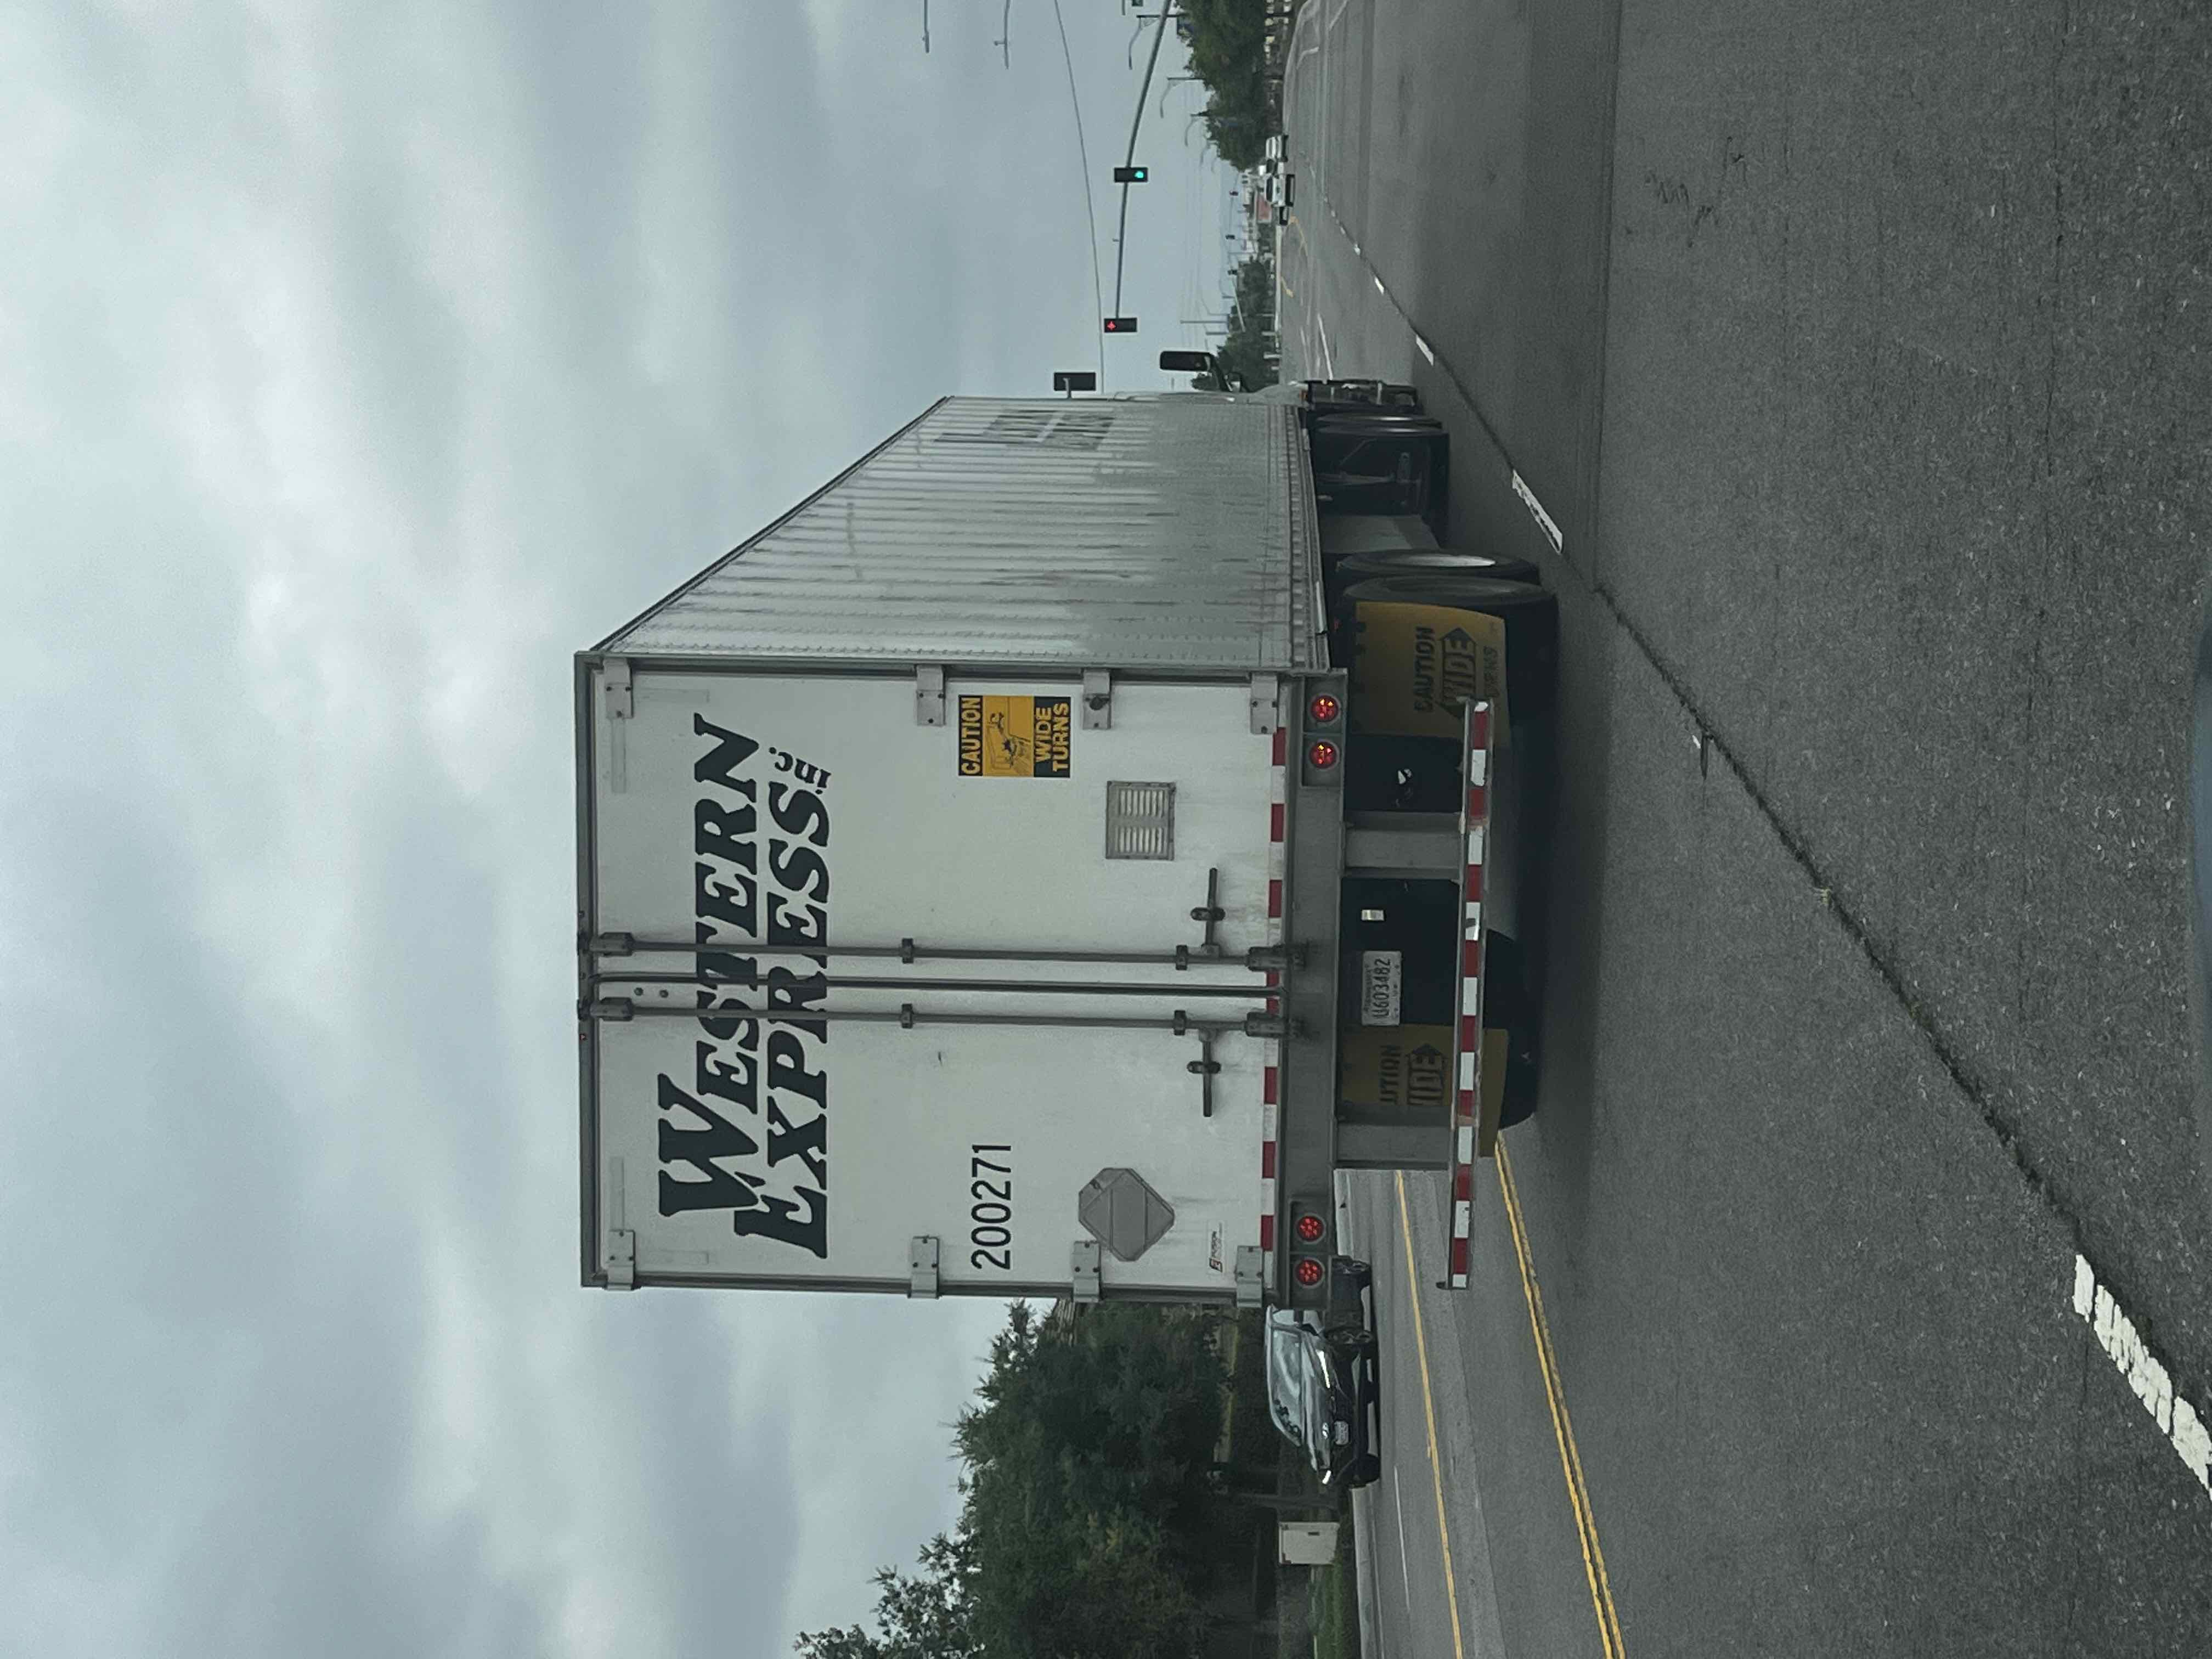 WESTERN
EXPRESS inc.
200271
CAUTION
WIDE
TURNS
U603482
UTION
WIDE
CAUTION
WIDE
TURNS